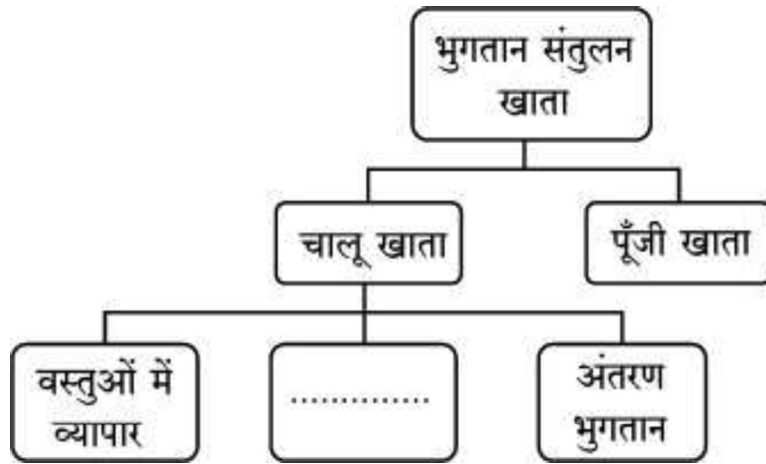 भुगतान संतुलन
खाता
चालू खाता
पूँजी खाता
वस्तुओं में
व्यापार
..............
अंतरण
भुगतान